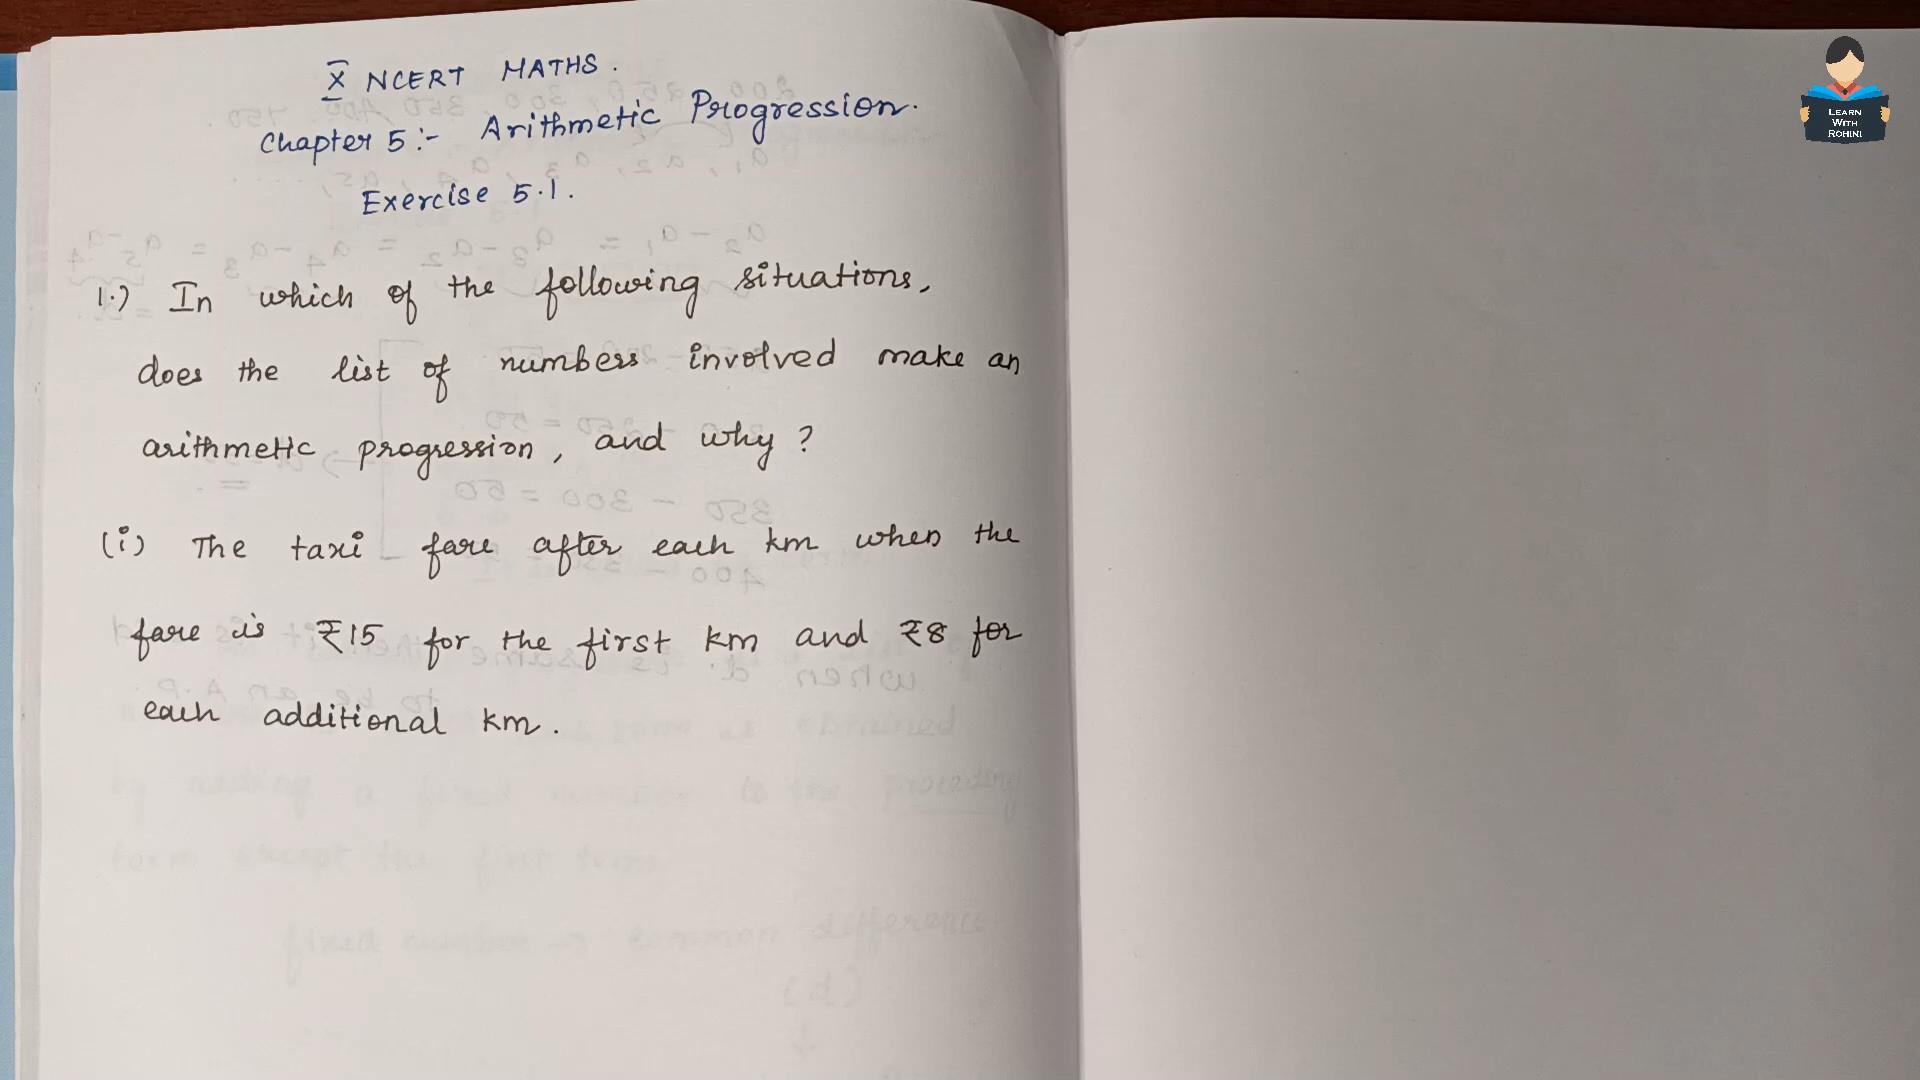 X NCERT MATHS.
Chapter 5:- Arithmetic Progression.
Exercise 5.1.
1.) In which of the following situations,
does the list of numbers involved make an
arithmetic progression, and why?
(i) The taxi fare after each km when the
fare is ₹15 for the first km and ₹8 for
each additional km.
LEARN
WITH
ROHINI